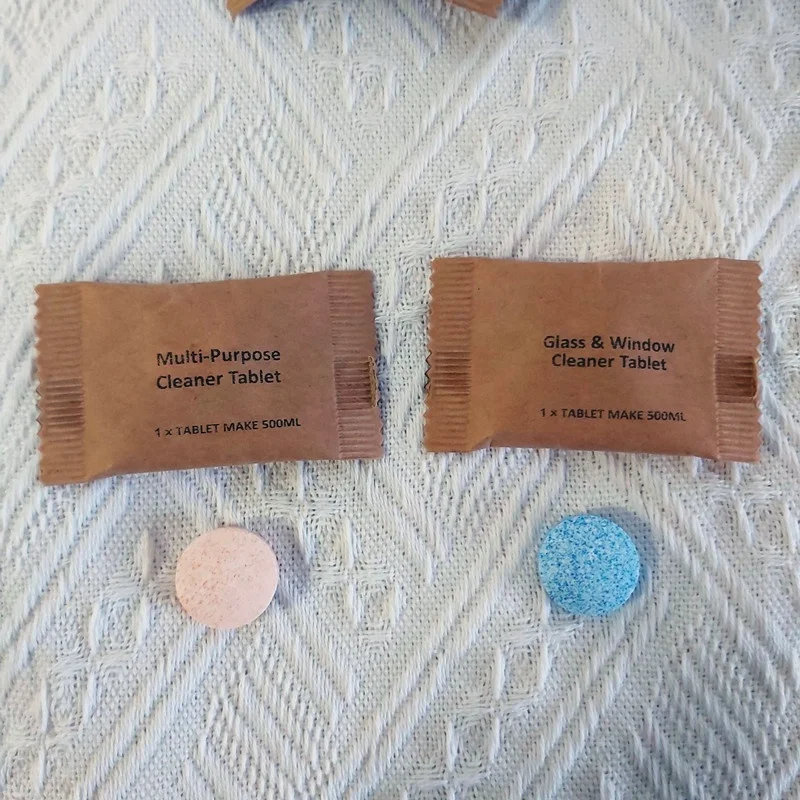 Multi-Purpose
Cleaner Tablet
1 x TABLET MAKE 500ML
Glass & Window
Cleaner Tablet
1 x TABLET MAKE 500ML